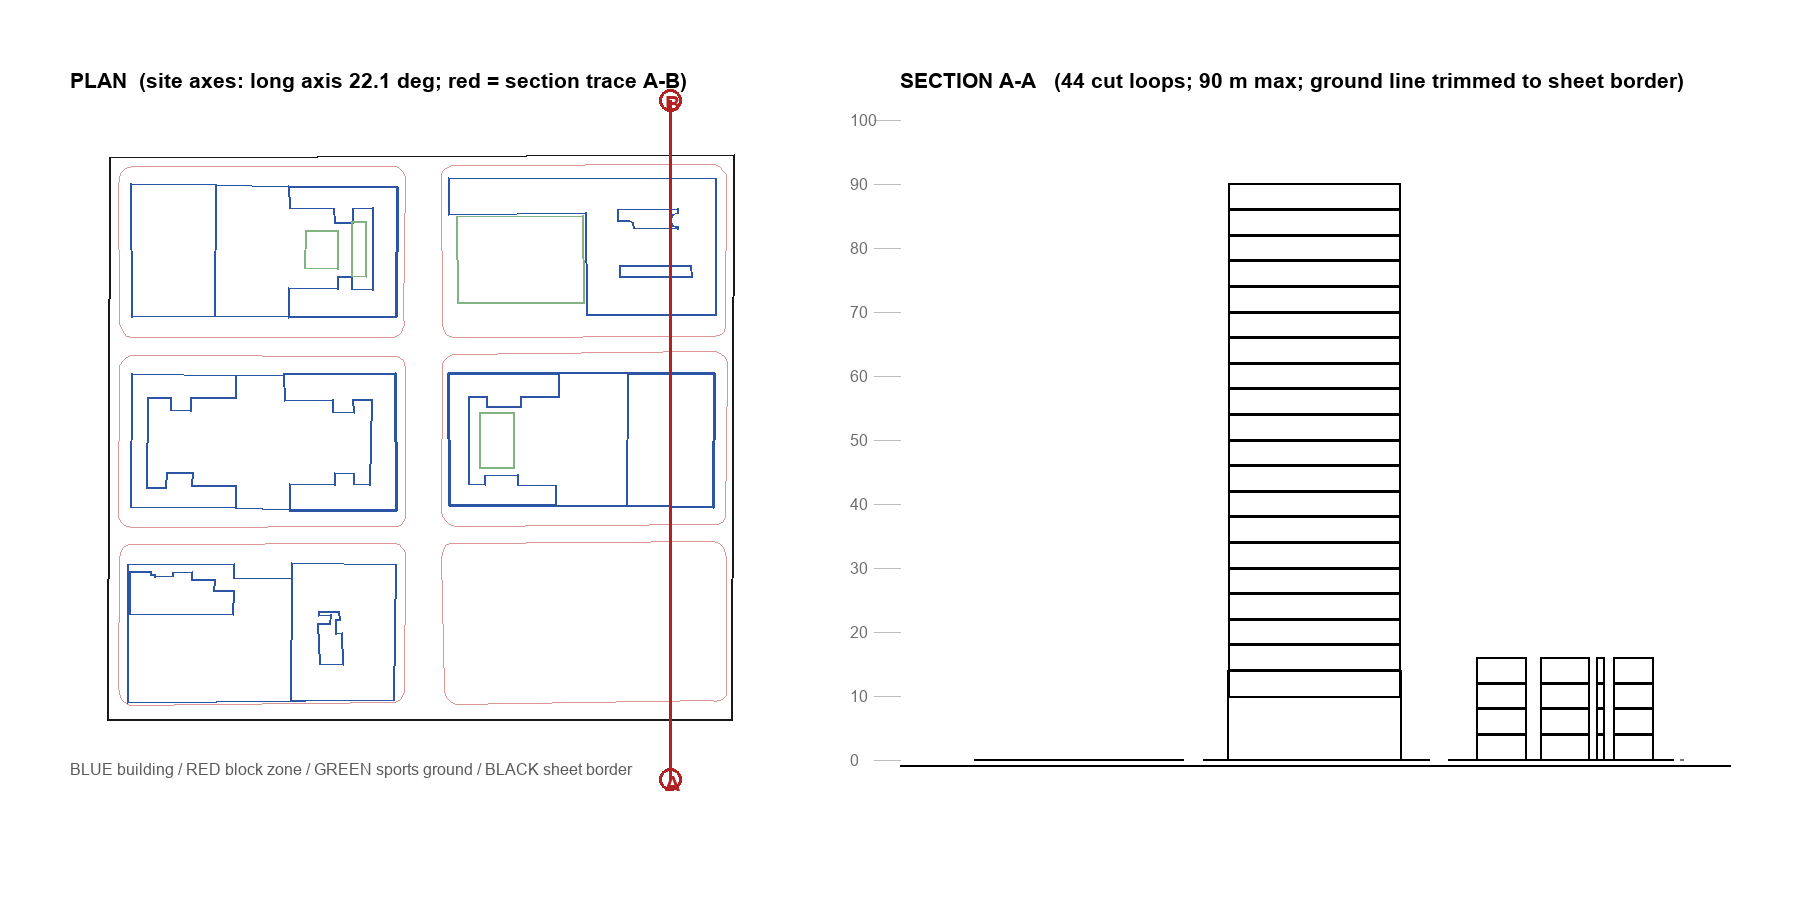 PLAN  (site axes: long axis 22.1 deg; red = section trace A-B)
B
A
BLUE building / RED block zone / GREEN sports ground / BLACK sheet border
SECTION A-A   (44 cut loops; 90 m max; ground line trimmed to sheet border)
100
90
80
70
60
50
40
30
20
10
0